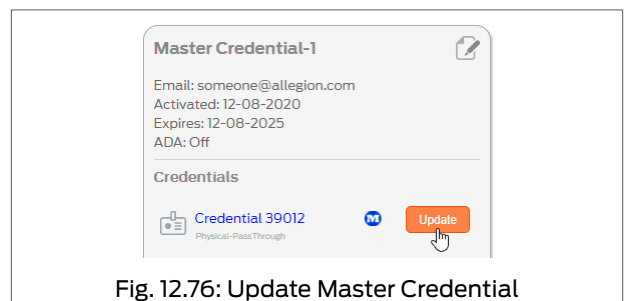 Master Credential-1
Email: someone@allegion.com
Activated: 12-08-2020
Expires: 12-08-2025
ADA: Off
Credentials
Credential 39012 M Update
Physical-PassThrough
Fig. 12.76: Update Master Credential